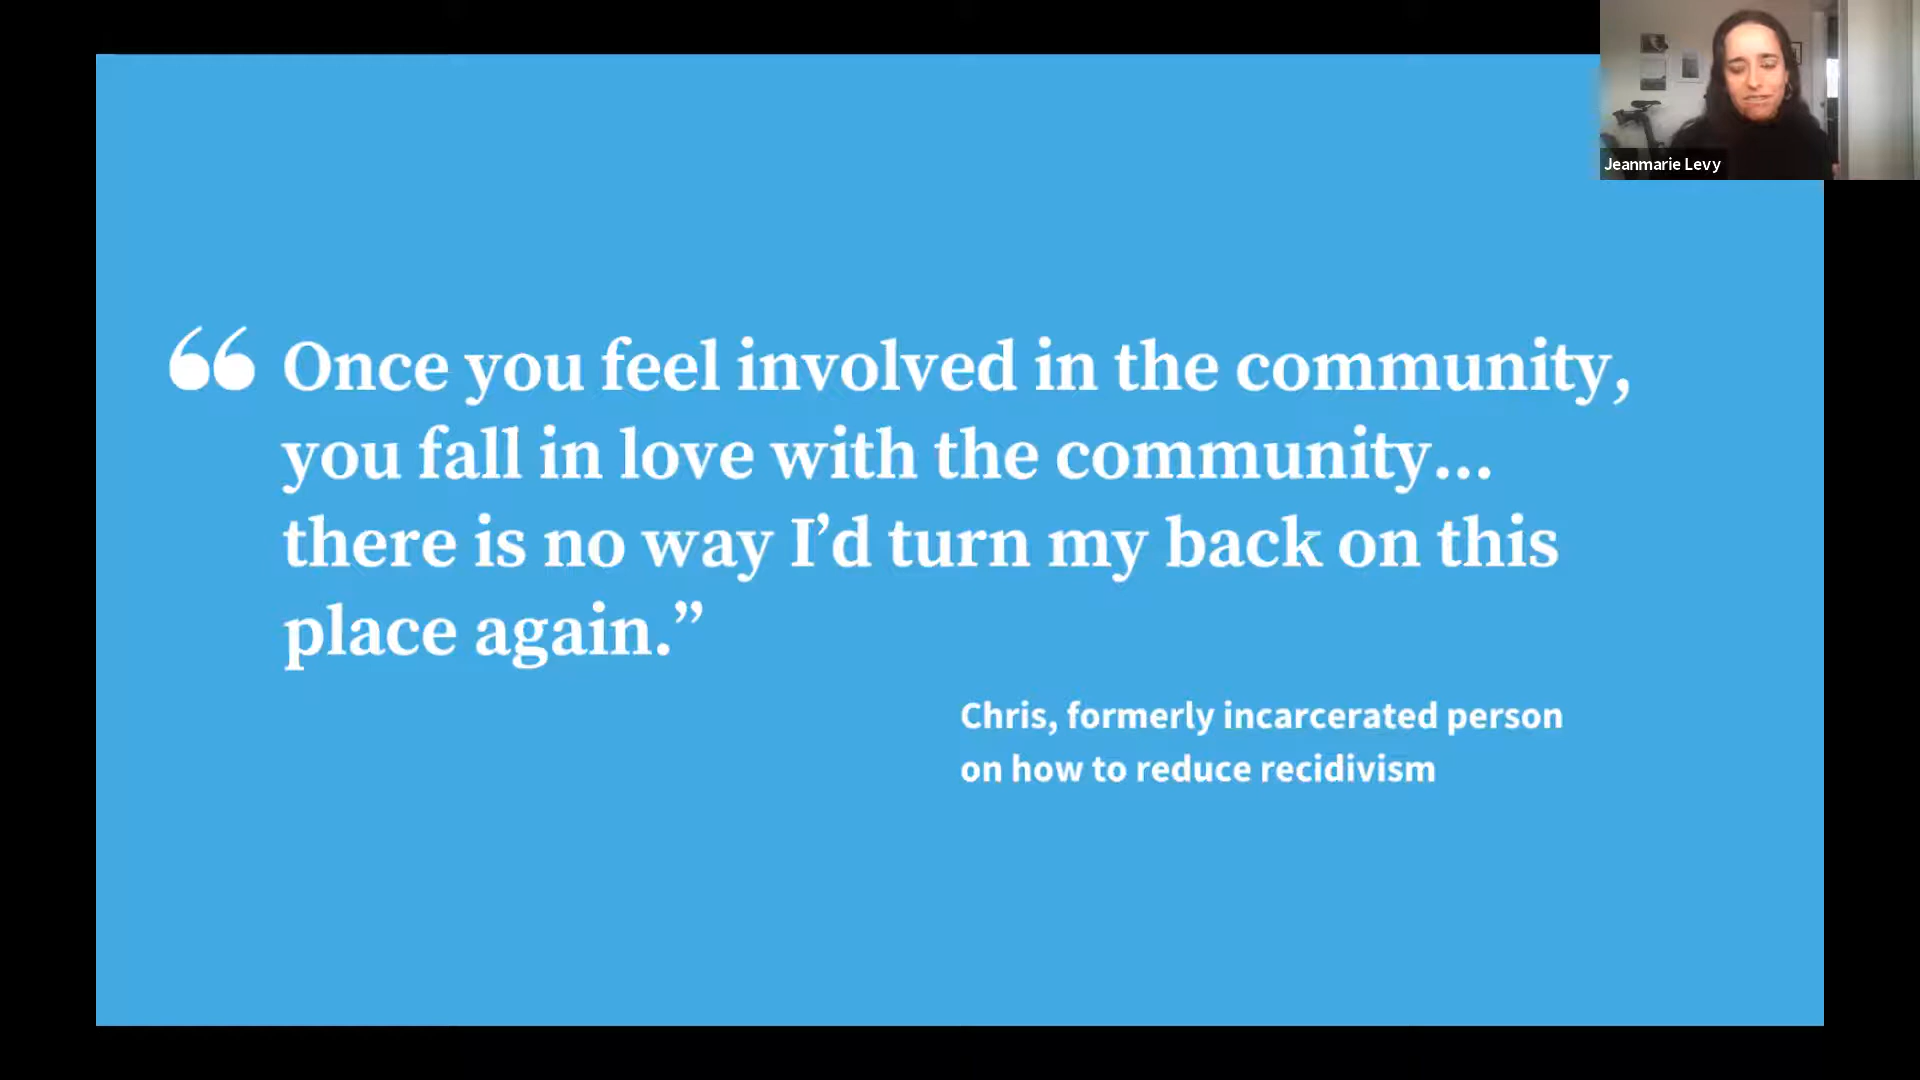 Jeanmarie Levy
“Once you feel involved in the community,
you fall in love with the community...
there is no way I’d turn my back on this
place again.”
Chris, formerly incarcerated person
on how to reduce recidivism